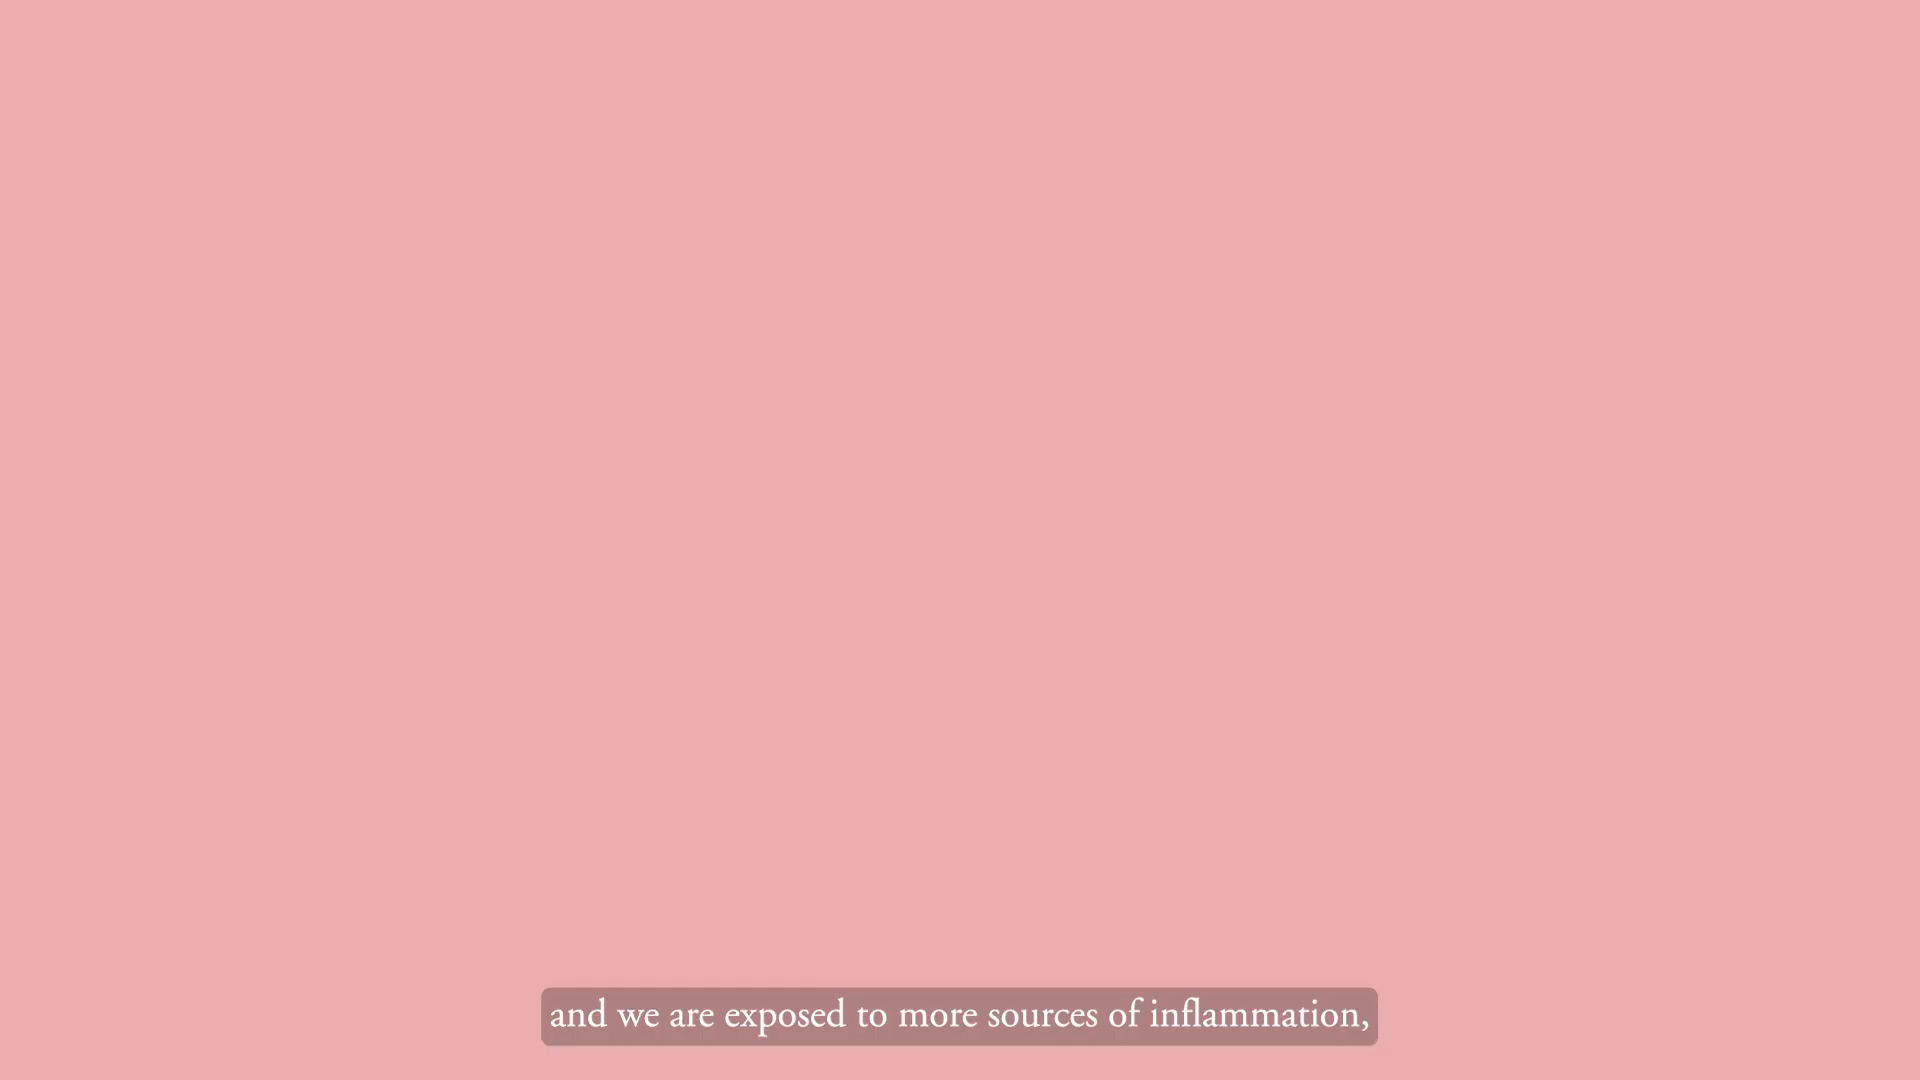 and we are exposed to more sources of inflammation,